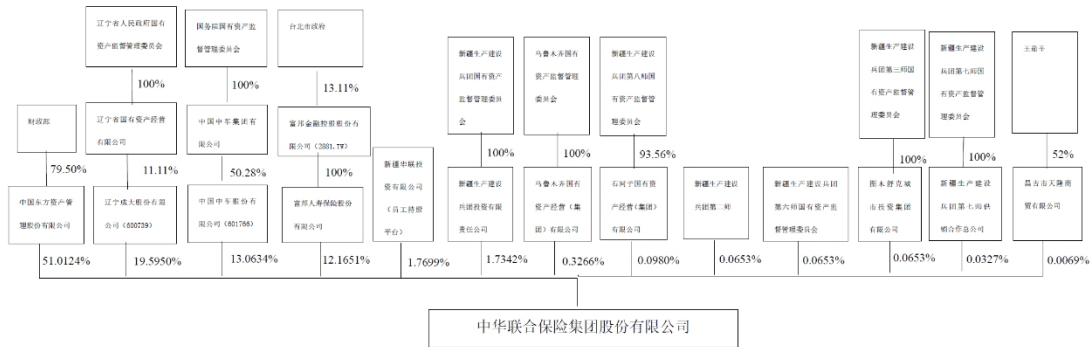 辽宁省人民政府国有
资产监督管理委员会
国务院国有资产监
督管理委员会
台北市政府
新疆生产建设
兵团国有资产
监督管理委员
会
乌鲁木齐国有
资产监督管理
委员会
新疆生产建设
兵团第八师国
有资产监督管
理委员会
新疆生产建设
兵团第三师国
有资产监督管
理委员会
新疆生产建设
兵团第七师国
有资产监督管
理委员会
100%
100%
13.11%
财政部
辽宁省国有资产经营
有限公司
中国中车集团有
限公司
富邦金融控股股份有
限公司（2881.TW）
100%
100%
93.56%
100%
100%
52%
79.50%
11.11%
50.28%
100%
中国东方资产管
理股份有限公司
辽宁成大股份有限
公司（600739）
中国中车股份有
限公司（601766）
富邦人寿保险股份
有限公司
新疆华联投
资有限公司
（员工持股
平台）
新疆生产建设
兵团投资有限
责任公司
乌鲁木齐国有
资产经营（集
团）有限公司
石河子国有资
产经营（集团）
有限公司
新疆生产建设
兵团第二师
新疆生产建设兵团
第六师国有资产监
督管理委员会
图木舒克城
市投资集团
有限公司
新疆生产建设
兵团第七师供
销合作总公司
昌吉市天隆商
贸有限公司
51.0124%
19.5950%
13.0634%
12.1651%
1.7699%
1.7342%
0.3266%
0.0980%
0.0653%
0.0653%
0.0653%
0.0327%
0.0069%
中华联合保险集团股份有限公司